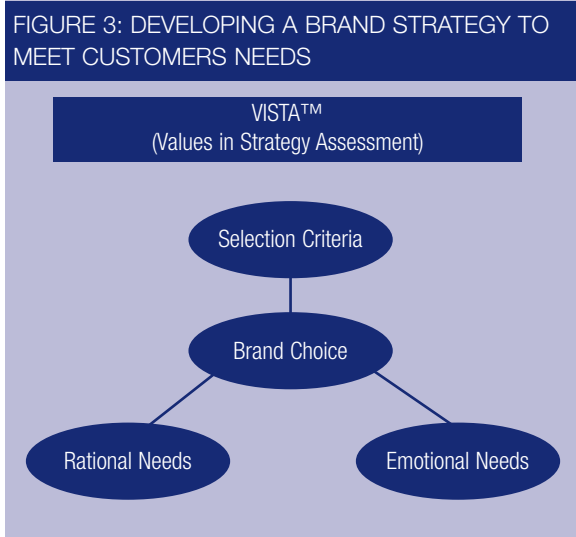 FIGURE 3: DEVELOPING A BRAND STRATEGY TO
MEET CUSTOMERS NEEDS
VISTA™
(Values in Strategy Assessment)
Selection Criteria
Brand Choice
Rational Needs
Emotional Needs